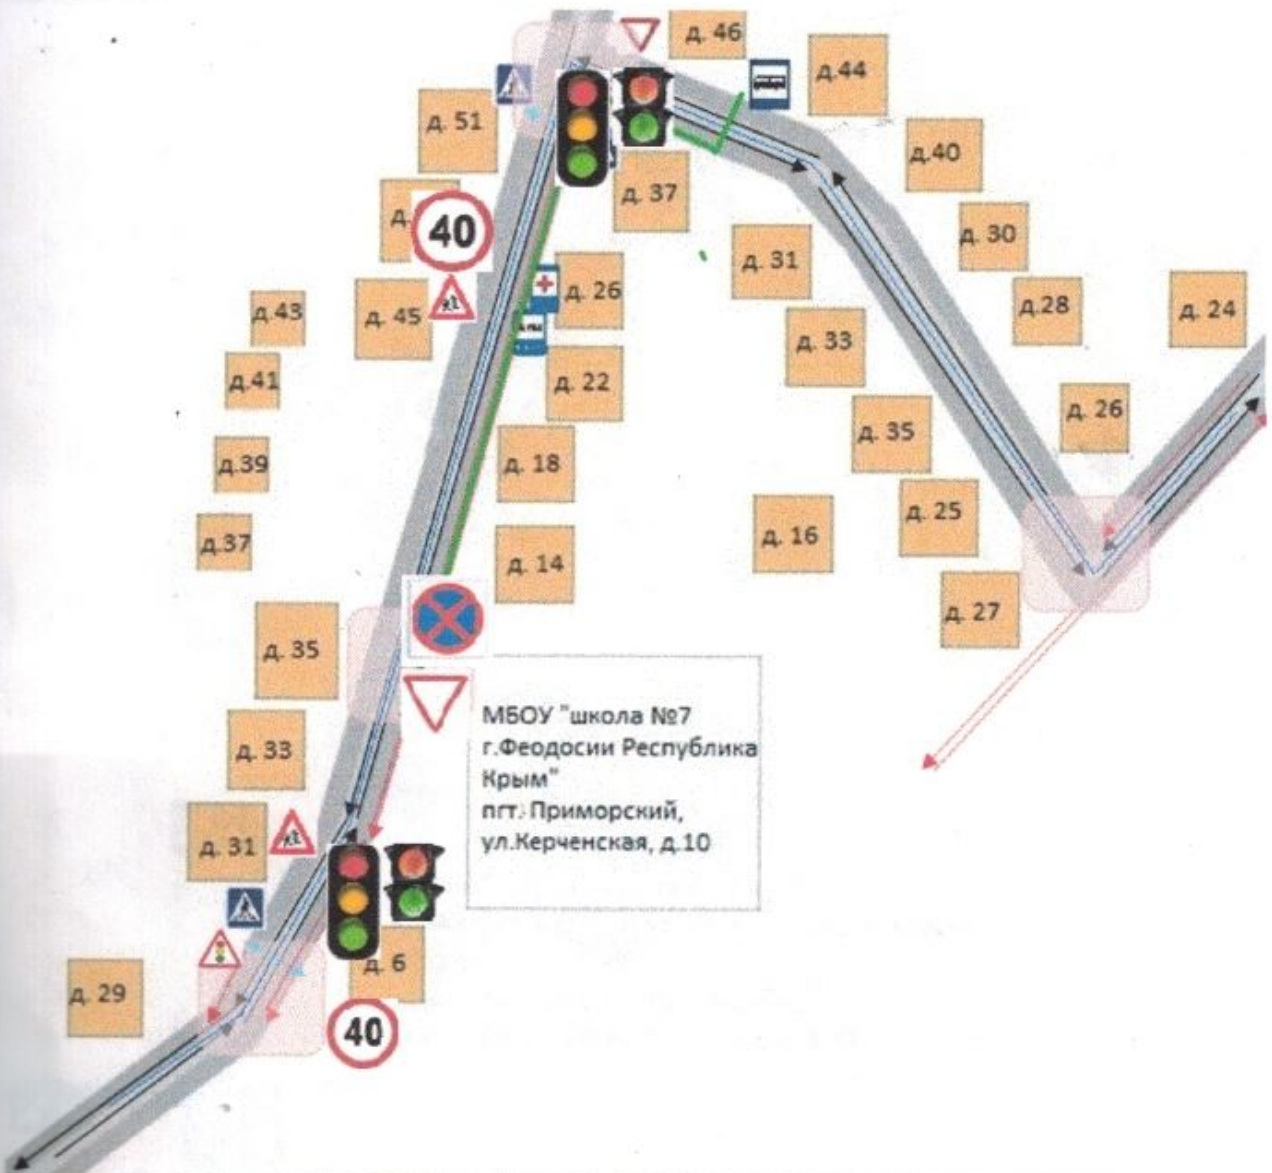 д. 46
д.44
д. 51
д.40
д. 37
д.
40
д. 30
д. 31
д. 26
д.28
д. 24
д.43
д. 45
д. 33
д.41
д. 22
д. 26
д. 35
д.39
д. 18
д. 25
д. 16
д.37
д. 14
д. 27
д. 35
МБОУ "школа №7
г.Феодосии Республика
Крым"
пгт. Приморский,
ул.Керченская, д.10
д. 33
д. 31
д. 6
д. 29
40